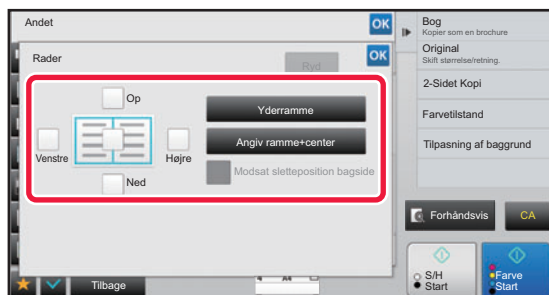 Andet
OK
Rader
Ryd
OK
Op
Venstre
Højre
Ned
Yderramme
Angiv ramme+center
Modsat sletteposition bagside
Tilbage
A4
Bog
Kopier som en brochure
Original
Skift størrelse/retning.
2-Sidet Kopi
Farvetilstand
Tilpasning af baggrund
Forhåndsvis
CA
S/H
Start
Farve
Start